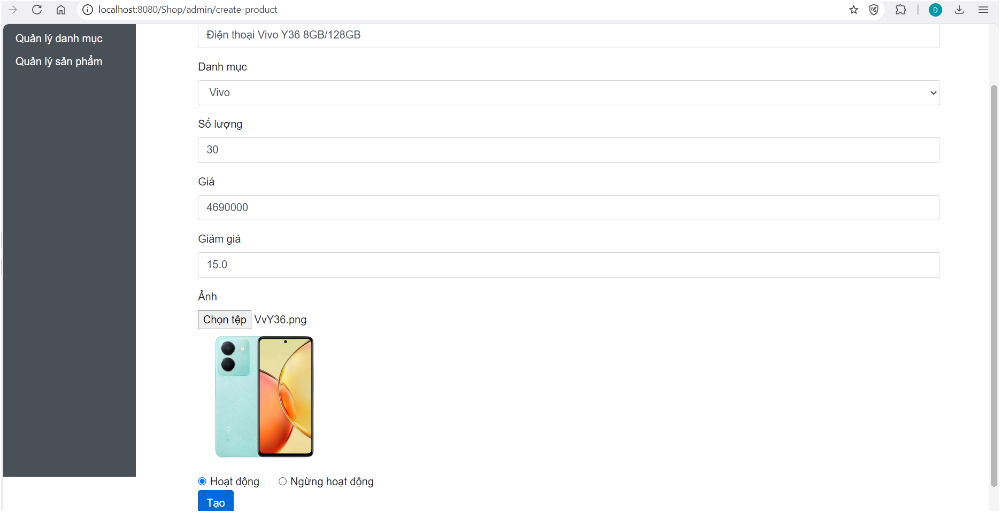 localhost:8080/Shop/admin/create-product
D
Quản lý danh mục
Quản lý sản phẩm
Điện thoại Vivo Y36 8GB/128GB
Danh mục
Vivo
Số lượng
30
Giá
4690000
Giảm giá
15.0
Ảnh
Chọn tệp VvY36.png
Hoạt động Ngừng hoạt động
Tạo